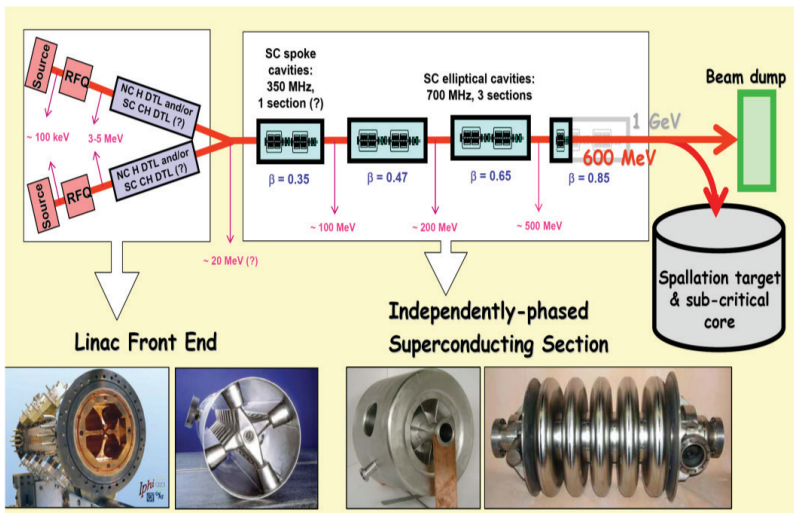 SC spoke
cavities:
350 MHz,
1 section (?)
SC elliptical cavities:
700 MHz, 3 sections
Beam dump
Source
RFQ
NC H DTL and/or
SC CH DTL (?)
~ 100 keV
3-5 MeV
Source
RFQ
NC H DTL and/or
SC CH DTL (?)
1 GeV
600 MeV
β = 0.35
β = 0.47
β = 0.65
β = 0.85
~ 20 MeV (?)
~ 100 MeV
~ 200 MeV
~ 500 MeV
Spallation target
& sub-critical
core
Linac Front End
Independently-phased
Superconducting Section
Iphi